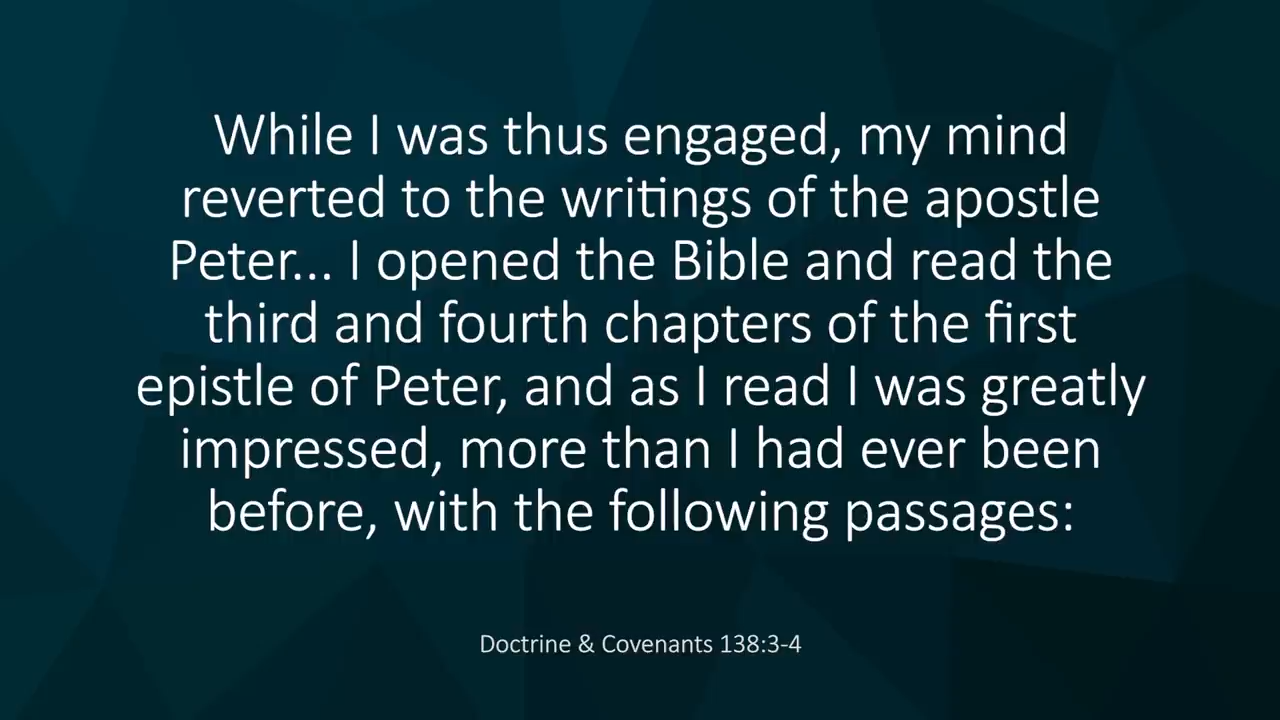 While I was thus engaged, my mind
reverted to the writings of the apostle
Peter... I opened the Bible and read the
third and fourth chapters of the first
epistle of Peter, and as I read I was greatly
impressed, more than I had ever been
before, with the following passages:
Doctrine & Covenants 138:3-4